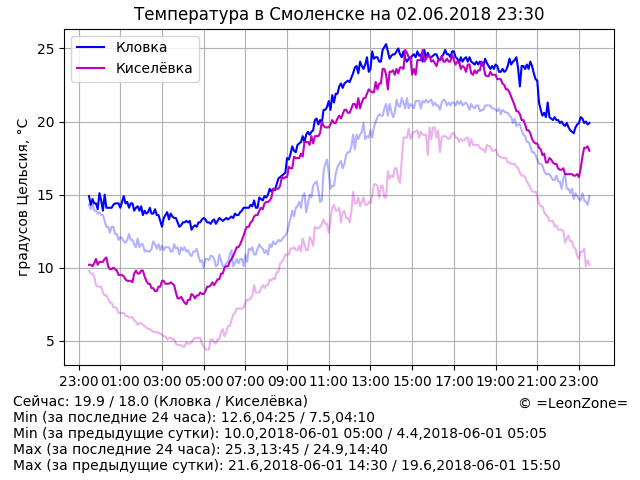 Температура в Смоленске на 02.06.2018 23:30
Кловка
Киселёвка
градусов Цельсия, °C
25
20
15
10
5
23:00 01:00 03:00 05:00 07:00 09:00 11:00 13:00 15:00 17:00 19:00 21:00 23:00
Сейчас: 19.9 / 18.0 (Кловка / Киселёвка)
© =LeonZone=
Min (за последние 24 часа): 12.6,04:25 / 7.5,04:10
Min (за предыдущие сутки): 10.0,2018-06-01 05:00 / 4.4,2018-06-01 05:05
Max (за последние 24 часа): 25.3,13:45 / 24.9,14:40
Max (за предыдущие сутки): 21.6,2018-06-01 14:30 / 19.6,2018-06-01 15:50